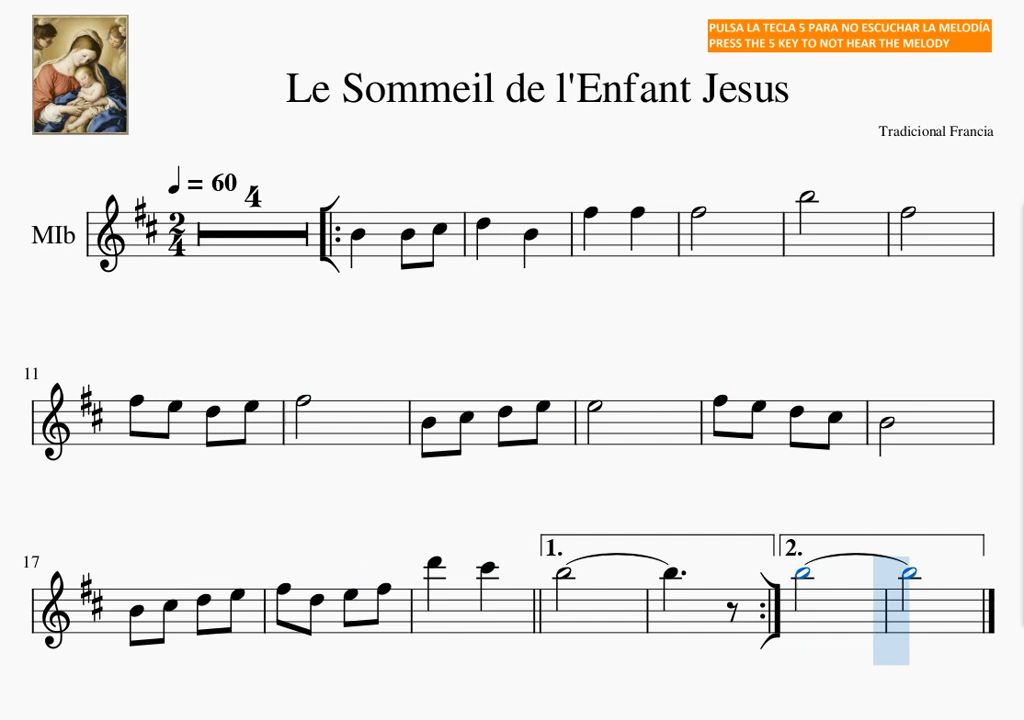 PULSA LA TECLA 5 PARA NO ESCUCHAR LA MELODÍA
PRESS THE 5 KEY TO NOT HEAR THE MELODY
Le Sommeil de l'Enfant Jesus
Tradicional Francia
= 60
4
MIb
2
4
11
17
1.
2.